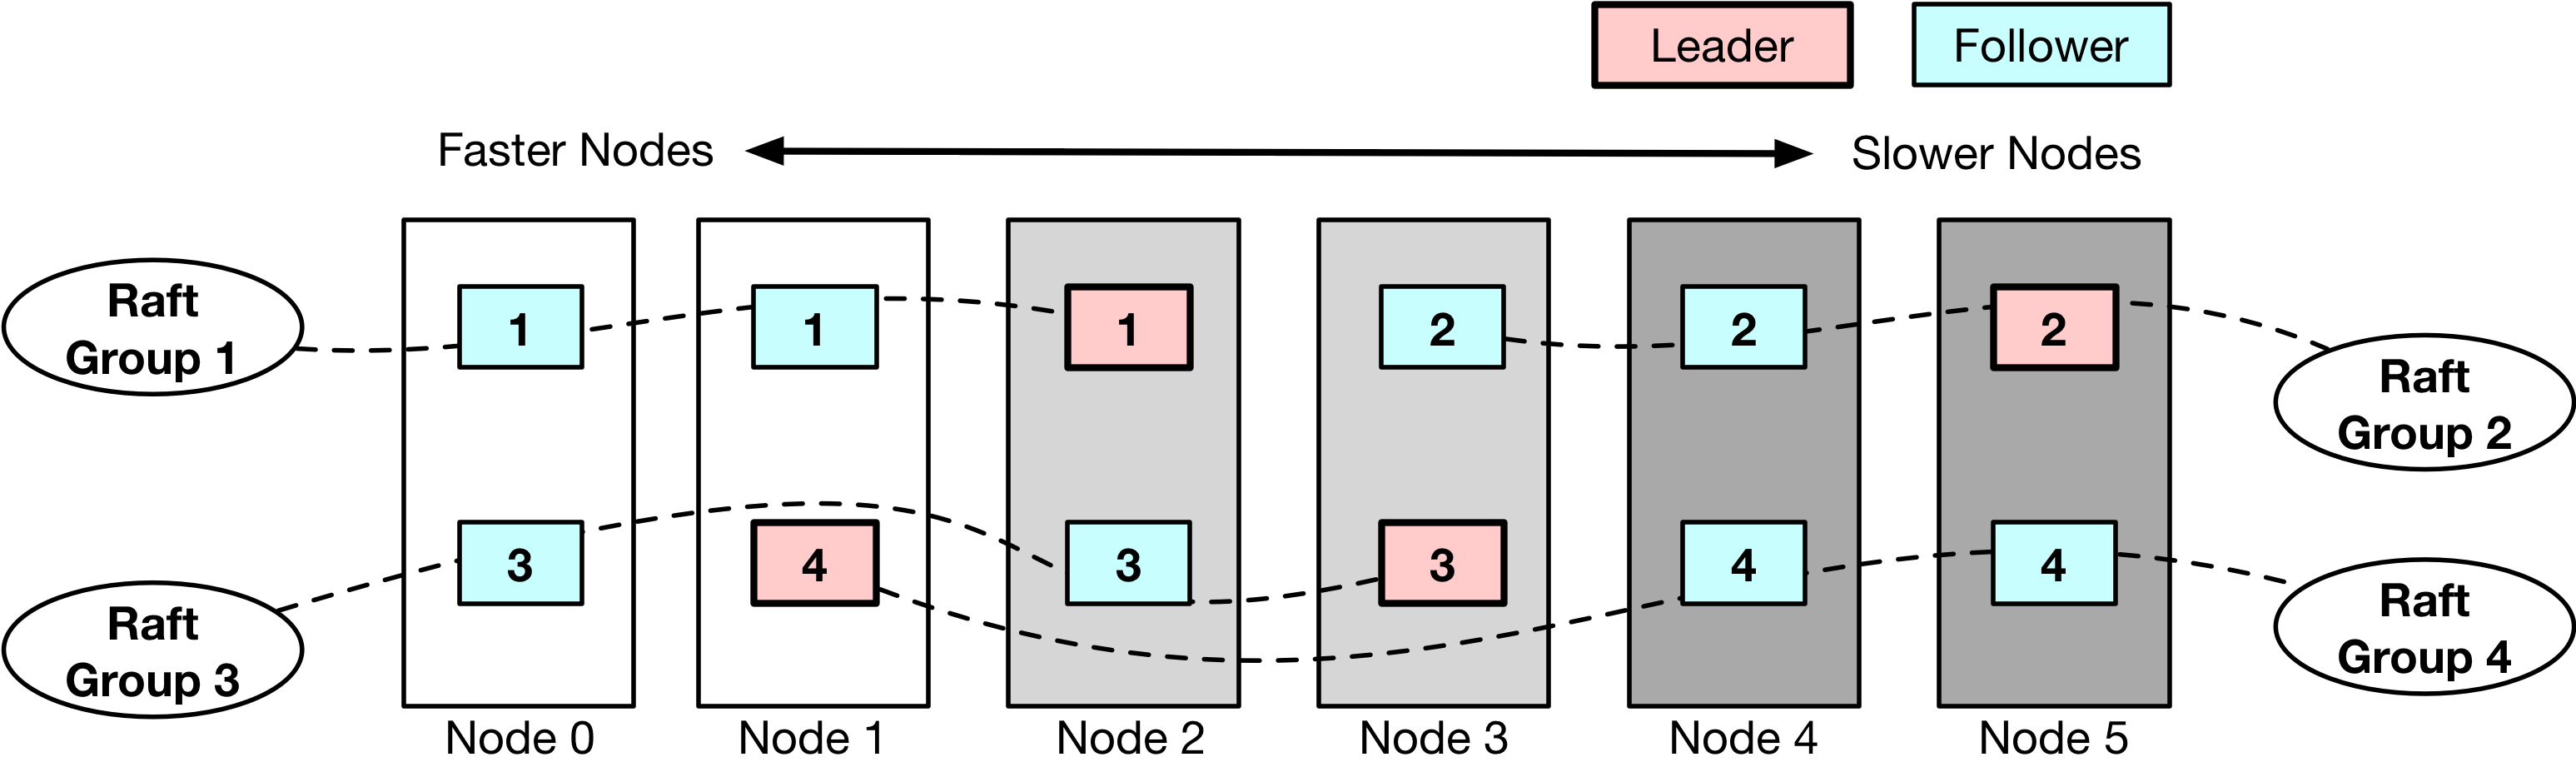 Leader
Follower
Faster Nodes
Slower Nodes
Raft
Group 1
1
1
1
2
2
2
Raft
Group 2
3
4
3
3
4
4
Raft
Group 3
Raft
Group 4
Node 0
Node 1
Node 2
Node 3
Node 4
Node 5